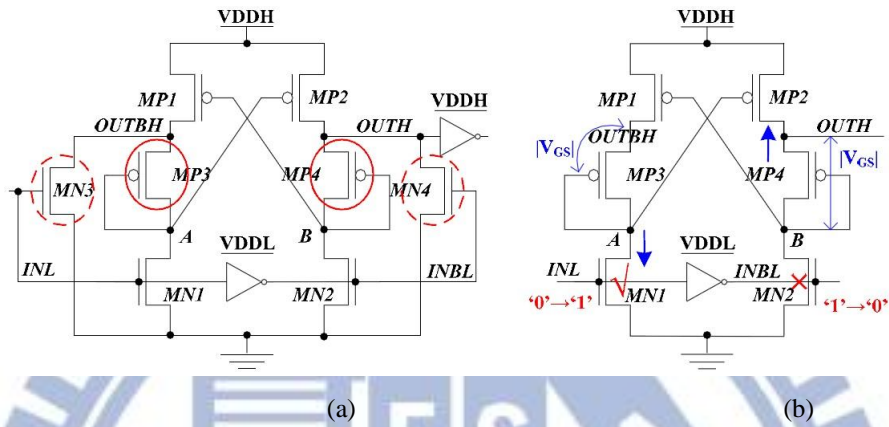 VDDH
MP1
MP2
VDDH
OUTBH
OUTH
MN3
MP3
MP4
MN4
A
B
VDDL
INL
INBL
MN1
MN2
(a)
VDDH
MP1
MP2
|VGS|
OUTBH
OUTH
|VGS|
MP3
MP4
A
B
VDDL
INL
INBL
'0'→'1'
MN1
MN2
'1'→'0'
(b)